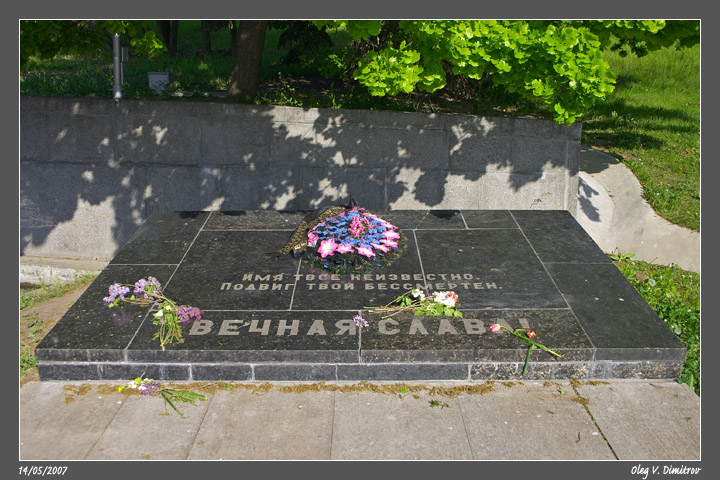 ИМЯ ТВОЕ НЕИЗВЕСТНО.
ПОДВИГ ТВОЙ БЕССМЕРТЕН.
ВЕЧНАЯ СЛАВА!
14/05/2007
Oleg V. Dimitrov